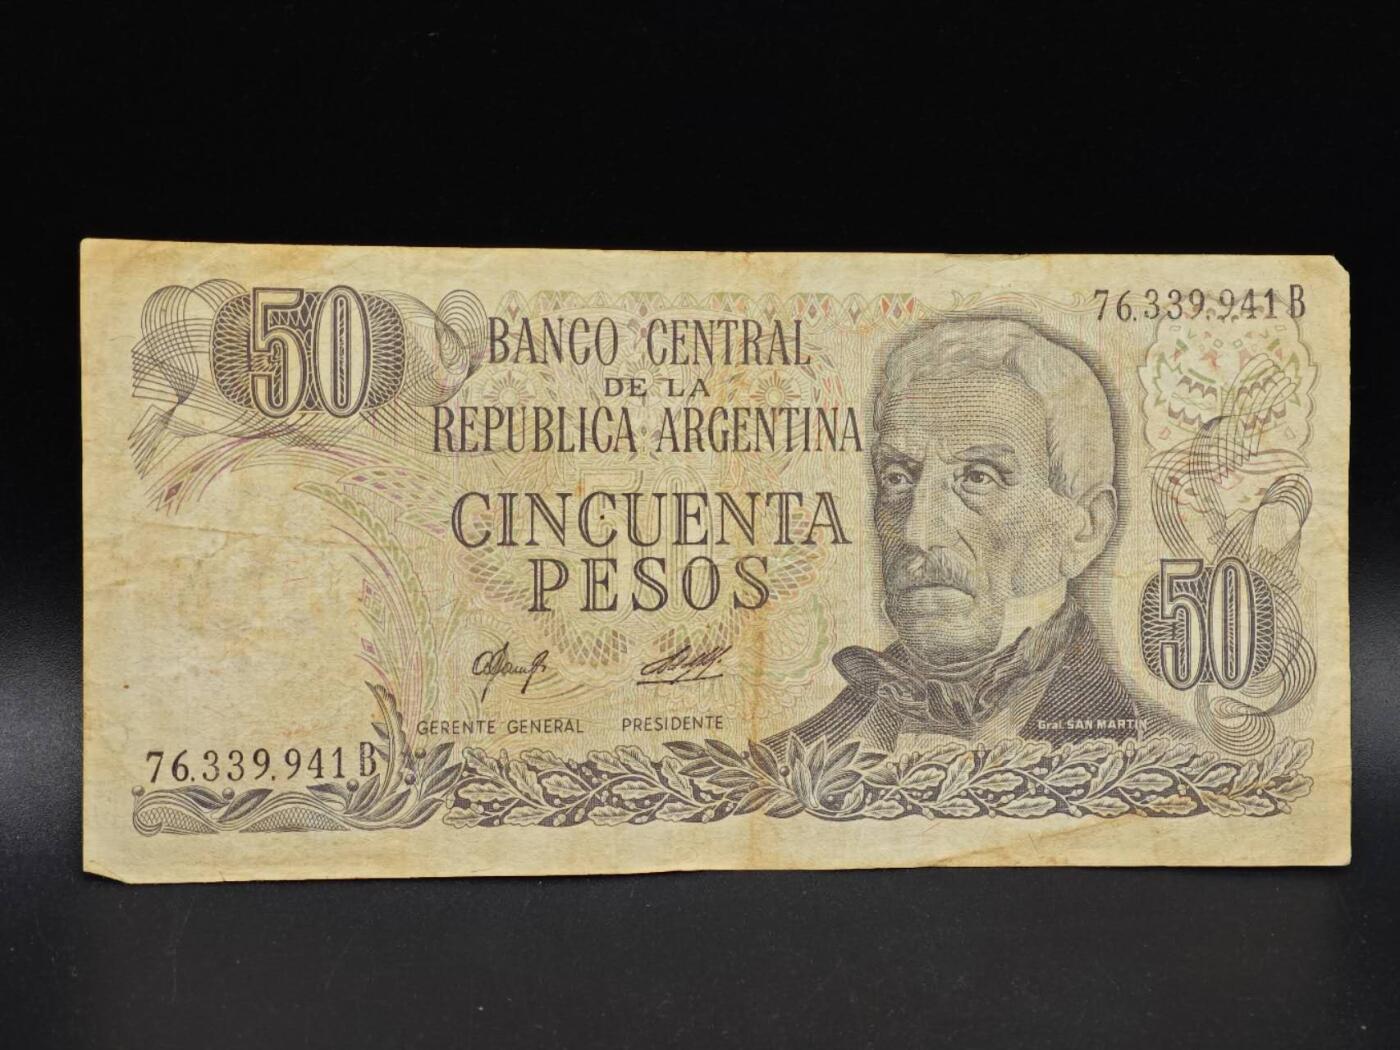 50
76.339.941 B
BANCO CENTRAL
DE LA
REPUBLICA ARGENTINA
CINCUENTA
PESOS
50
GERENTE GENERAL PRESIDENTE
Gral SAN MARTIN
76.339.941 B